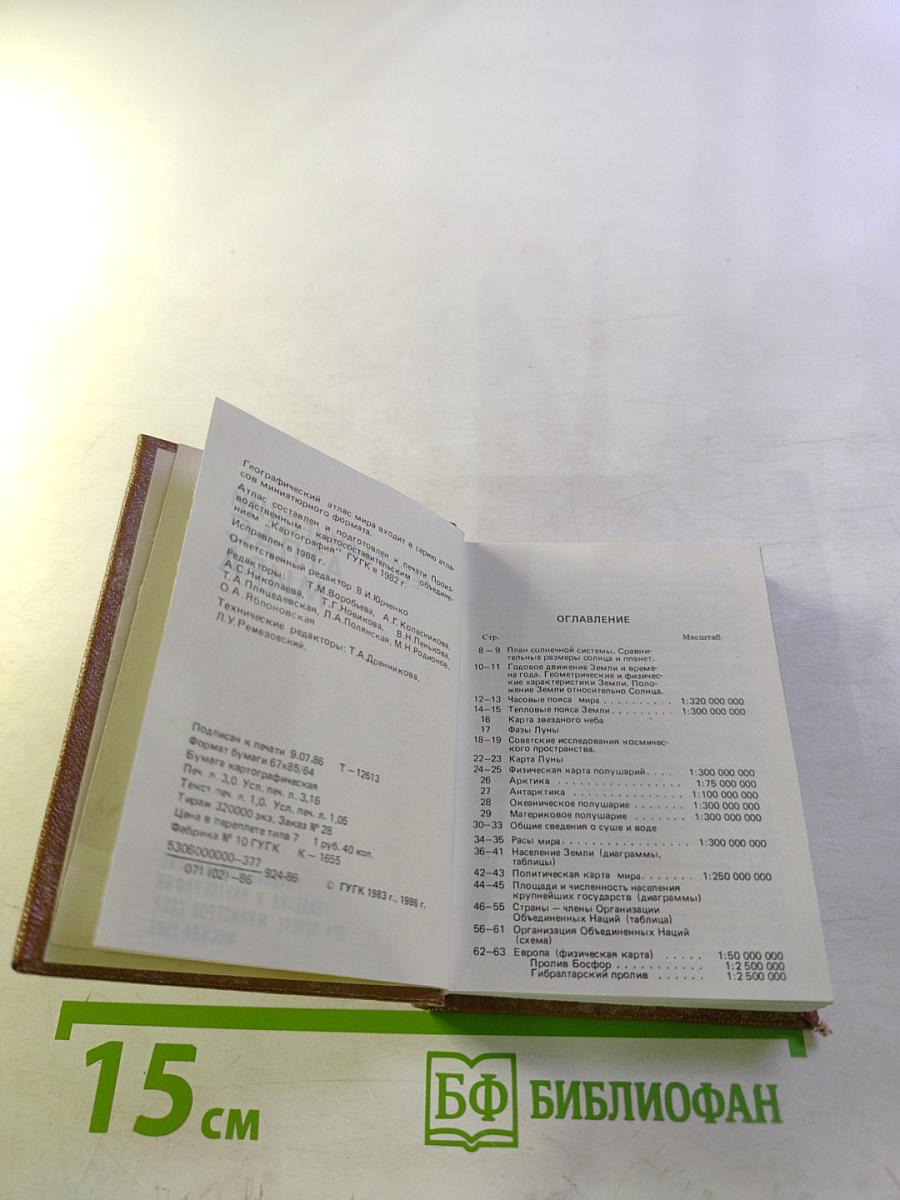 Географический атлас мира входит в серию атла-
сов миниатюрного формата.
Атлас составлен и подготовлен к печати Произ-
водственным картосоставительским объедине-
нием „Картография" ГУГК в 1982 г.
Исправлен в 1986 г.
Ответственный редактор В.И.Юрченко
Редакторы: Т.М.Воробьева, А.Г.Колесникова,
А.С.Николаева, Т.Г.Новикова, В.Н.Пенькова,
Т.А.Плящедевская, Л.А.Полянская, М.Н.Родионов,
О.А.Яблоновская
Технические редакторы: Т.А.Дранникова,
Л.У.Ремезовский.
Подписан к печати 9.07.86 Т–12613
Формат бумаги 67х85/64
Бумага картографическая
Печ. л. 3,0 Усл. печ. л. 3,16
Текст печ. л. 1,0. Усл. печ. л. 1,05
Тираж 320000 экз. Заказ № 28
Цена в переплете типа 7 1 руб. 40 коп.
Фабрика № 10 ГУГК К–1655
5306000000–377
071 (02)–86 924-86
© ГУГК 1983 г., 1986 г.
ОГЛАВЛЕНИЕ
Стр. Масштаб
8–9 План солнечной системы. Сравни-
тельные размеры солнца и планет.
10–11 Годовое движение Земли и време-
на года. Геометрические и физичес-
кие характеристики Земли. Поло-
жение Земли относительно Солнца.
12–13 Часовые пояса мира . . . . . . . . . . 1:320 000 000
14–15 Тепловые пояса Земли . . . . . . . . . 1:300 000 000
16 Карта звездного неба
17 Фазы Луны
18–19 Советские исследования космичес-
кого пространства.
22–23 Карта Луны
24–25 Физическая карта полушарий. . . . 1:300 000 000
26 Арктика . . . . . . . . . . . . . 1:75 000 000
27 Антарктика . . . . . . . . . . . 1:100 000 000
28 Океаническое полушарие . . . . . . 1:300 000 000
29 Материковое полушарие . . . . . . 1:300 000 000
30–33 Общие сведения о суше и воде
34–35 Расы мира. . . . . . . . . . . . . . 1:300 000 000
36–41 Население Земли (диаграммы,
таблицы)
42–43 Политическая карта мира. . . . . . 1:250 000 000
44–45 Площади и численность населения
крупнейших государств (диаграммы)
46–55 Страны – члены Организации
Объединенных Наций (таблица)
56–61 Организация Объединенных Наций
(схема)
62–63 Европа (физическая карта) . . . . . 1:50 000 000
Пролив Босфор . . . . . . . . . . 1:2 500 000
Гибралтарский пролив . . . . . . 1:2 500 000
15 см
БФ БИБЛИОФАН